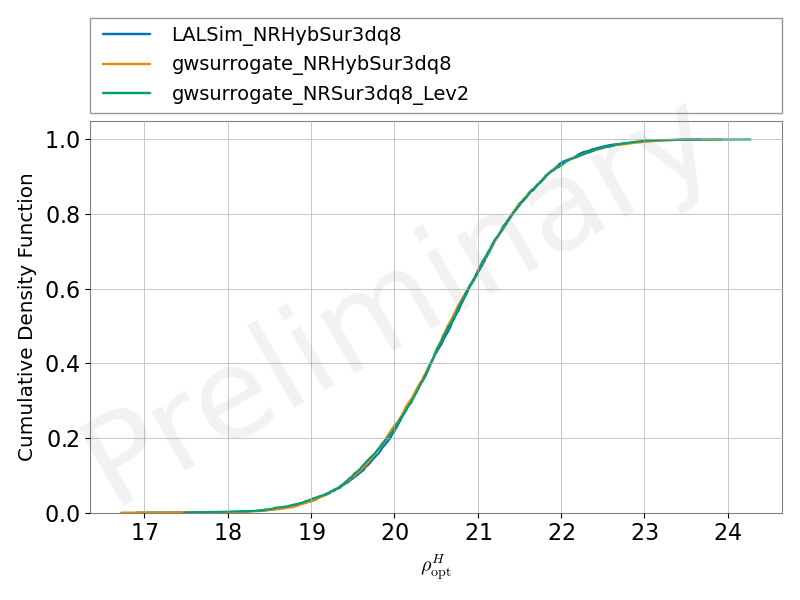 LALSim_NRHybSur3dq8
gwsurrogate_NRHybSur3dq8
gwsurrogate_NRSur3dq8_Lev2
Preliminary
Cumulative Density Function
1.0
0.8
0.6
0.4
0.2
0.0
17 18 19 20 21 22 23 24
ρ^H_opt